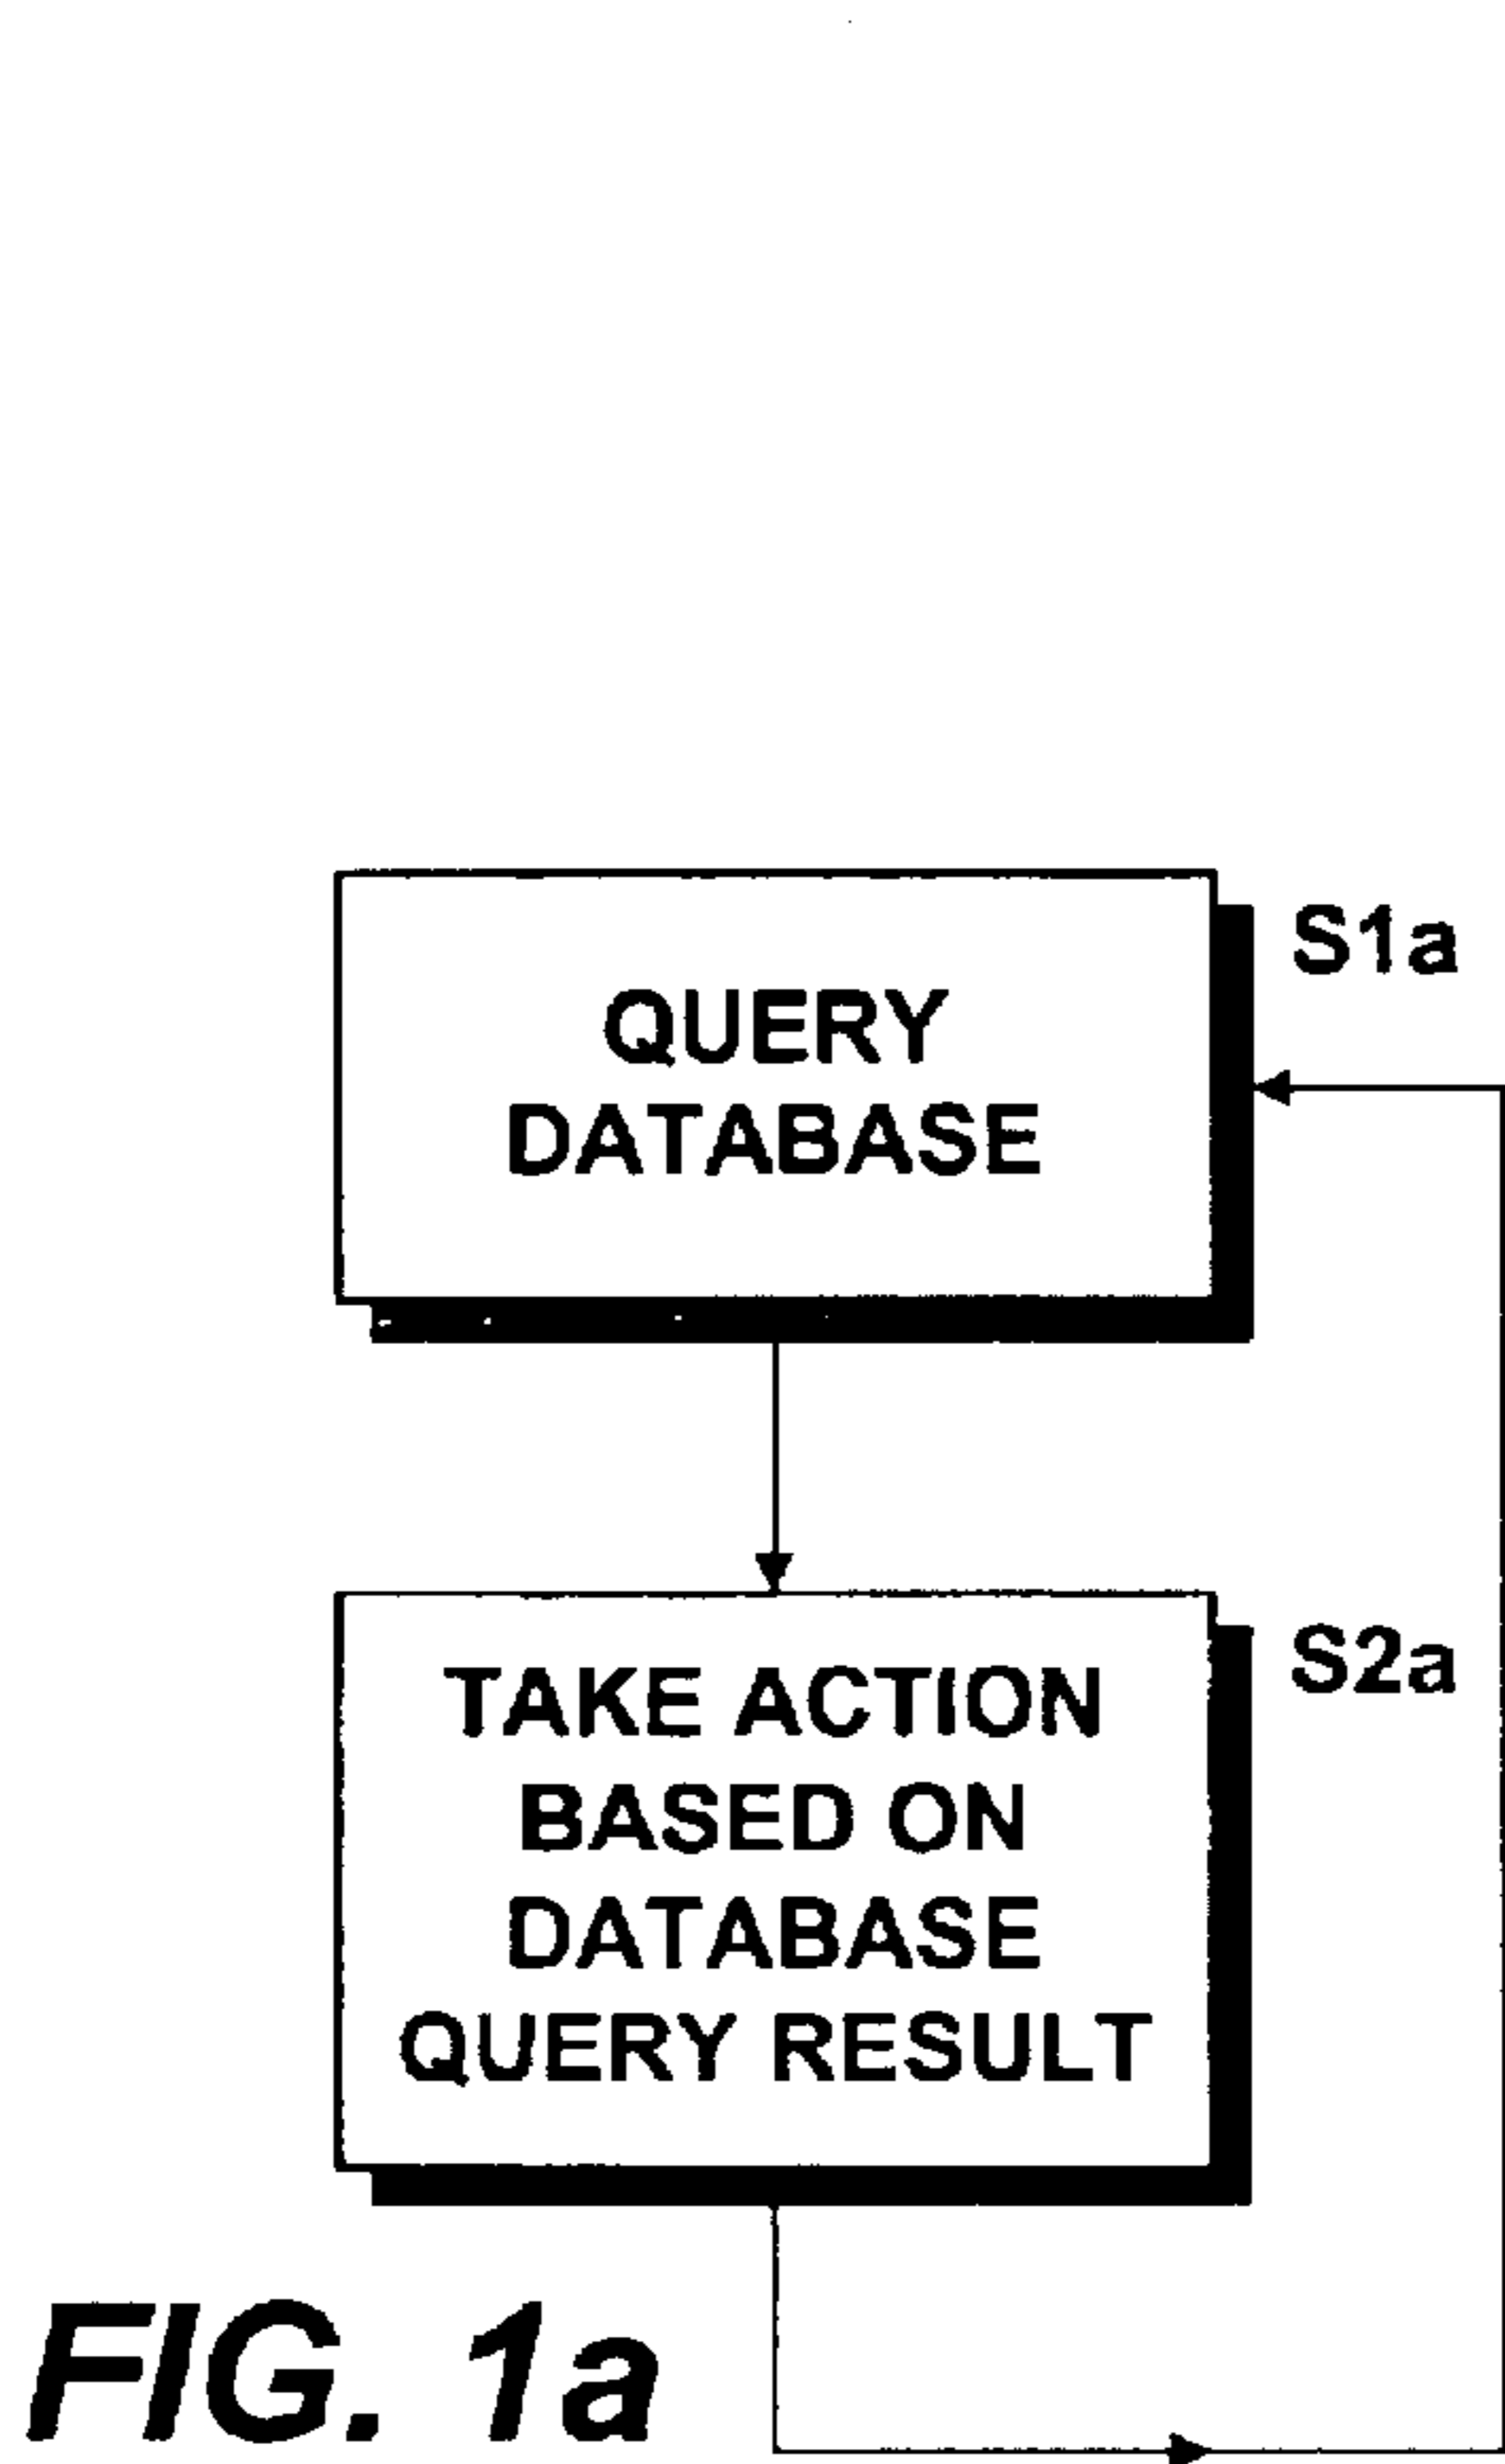 S1a
QUERY
DATABASE
S2a
TAKE ACTION
BASED ON
DATABASE
QUERY RESULT
FIG. 1a